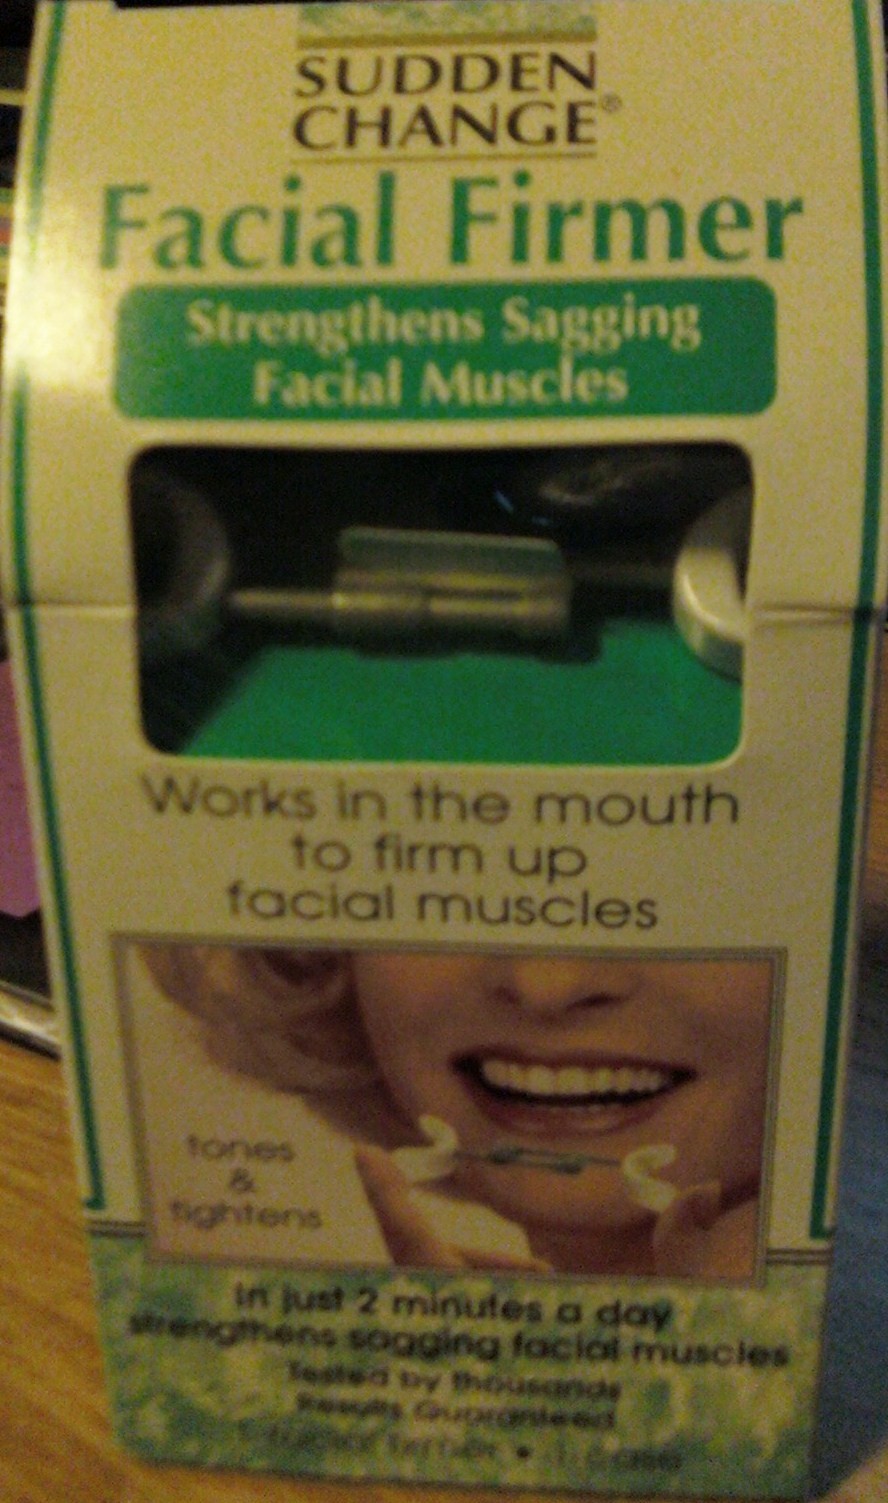 SUDDEN
CHANGE®
Facial Firmer
Strengthens Sagging
Facial Muscles
Works in the mouth
to firm up
facial muscles
tones
&
tightens
in just 2 minutes a day
strengthens sagging facial muscles
Tested by thousands
Results Guaranteed